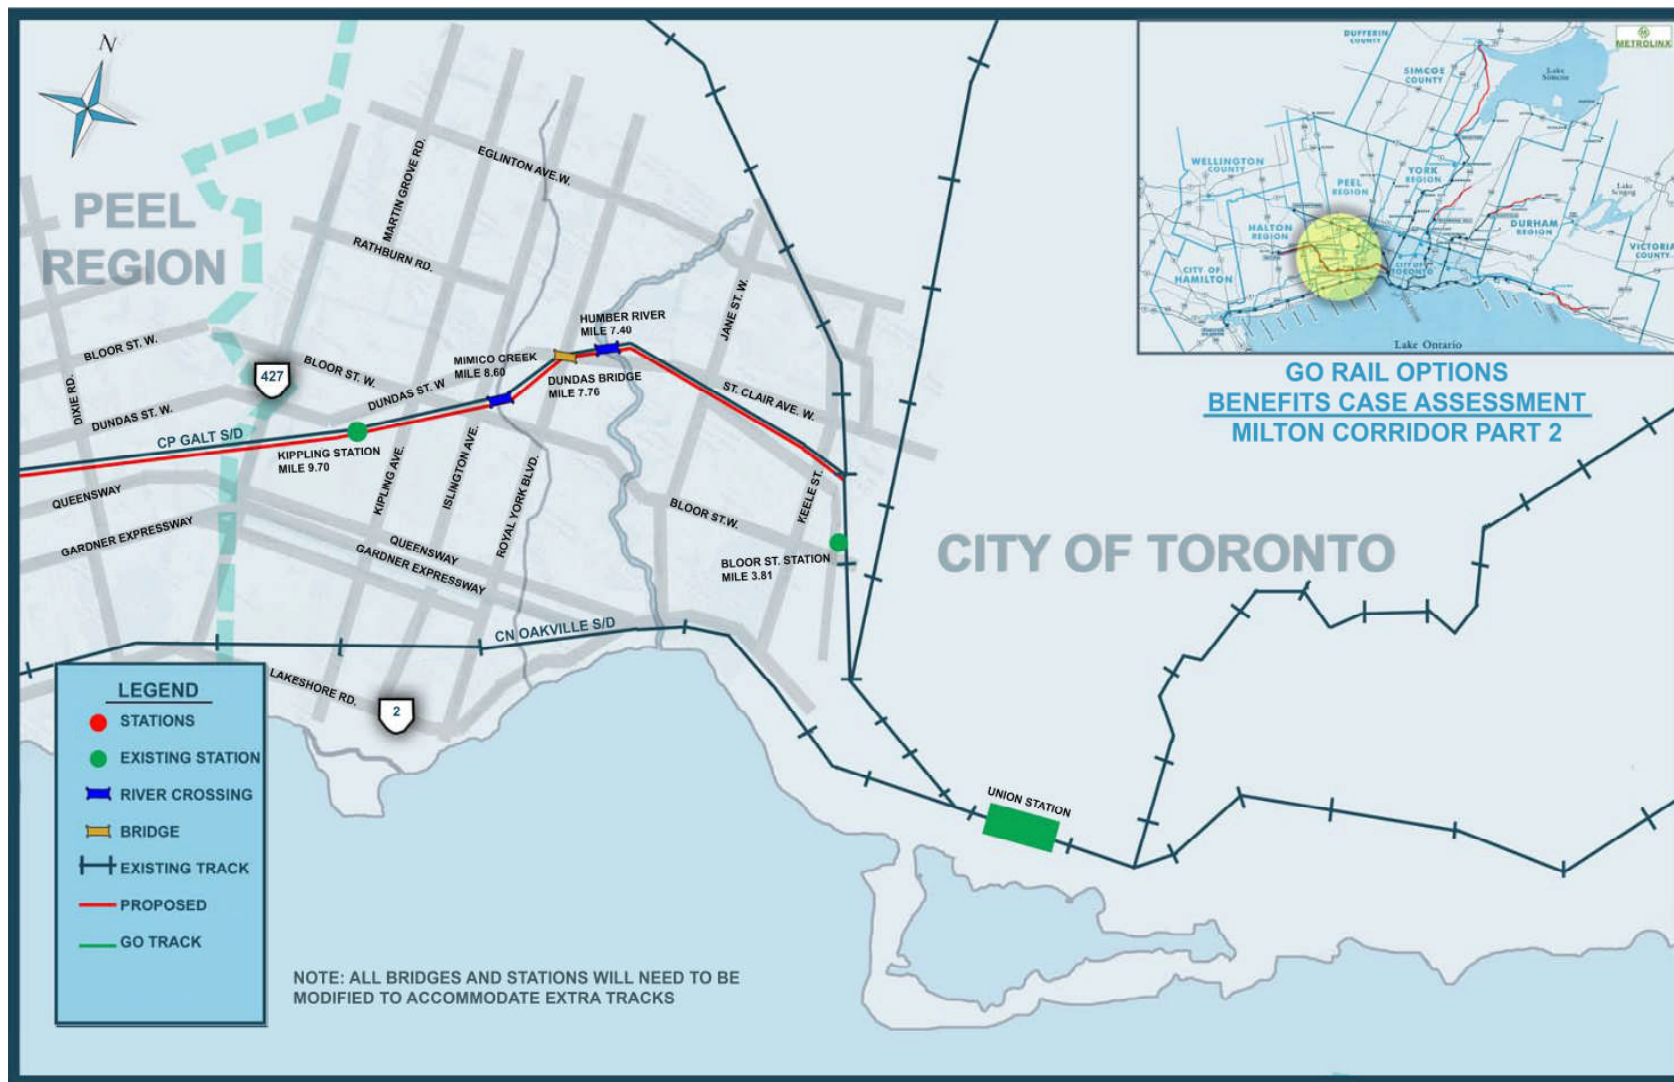 N
PEEL
REGION
MARTIN GROVE RD.
EGLINTON AVE.W.
RATHBURN RD.
JANE ST. W.
HUMBER RIVER
MILE 7.40
BLOOR ST. W.
DIXIE RD.
427
BLOOR ST. W.
MIMICO CREEK
MILE 8.60
DUNDAS BRIDGE
MILE 7.76
DUNDAS ST. W
ST. CLAIR AVE. W.
DUNDAS ST. W.
CP GALT S/D
KIPPLING STATION
MILE 9.70
KIPLING AVE.
ISLINGTON AVE.
ROYAL YORK BLVD.
KEELE ST.
QUEENSWAY
GARDNER EXPRESSWAY
QUEENSWAY
GARDNER EXPRESSWAY
BLOOR ST.W.
BLOOR ST. STATION
MILE 3.81
CITY OF TORONTO
CN OAKVILLE S/D
LAKESHORE RD.
2
UNION STATION
METROLINX
DUFFERIN
COUNTY
SIMCOE
COUNTY
Lake
Simcoe
WELLINGTON
COUNTY
PEEL
REGION
YORK
REGION
HALTON
REGION
DURHAM
REGION
VICTORIA
COUNTY
CITY OF
HAMILTON
CITY OF
TORONTO
Lake Ontario
GO RAIL OPTIONS
BENEFITS CASE ASSESSMENT
MILTON CORRIDOR PART 2
LEGEND
STATIONS
EXISTING STATION
RIVER CROSSING
BRIDGE
EXISTING TRACK
PROPOSED
GO TRACK
NOTE: ALL BRIDGES AND STATIONS WILL NEED TO BE
MODIFIED TO ACCOMMODATE EXTRA TRACKS